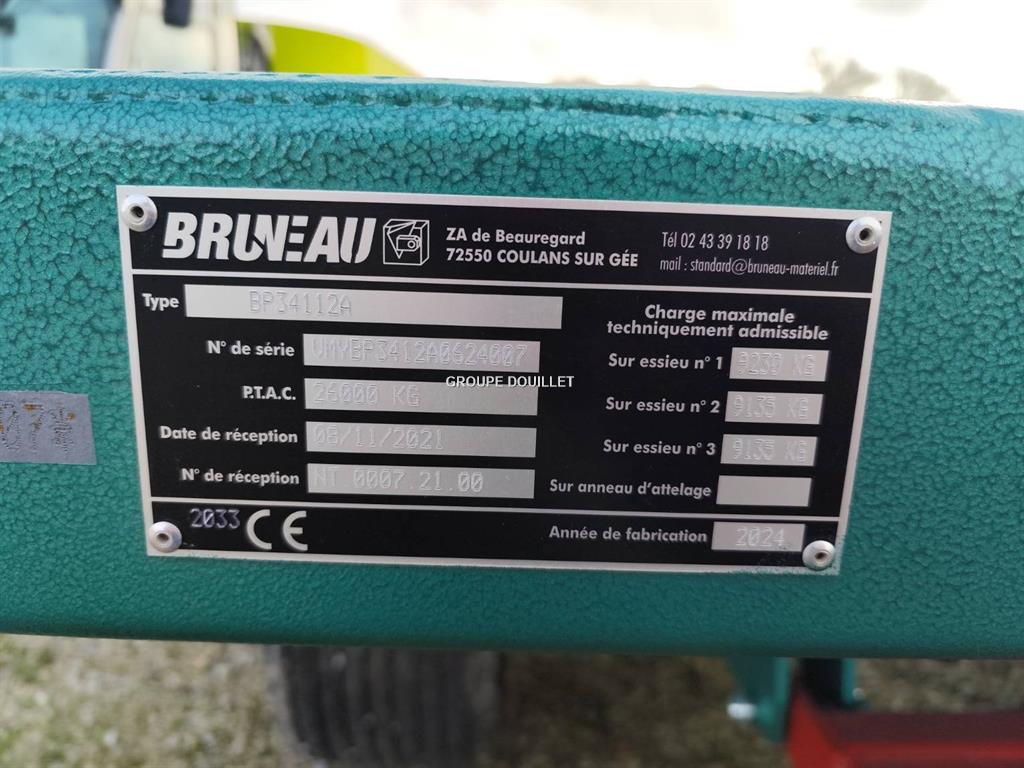 BRUNEAU
ZA de Beauregard
72550 COULANS SUR GÉE
Tél 02 43 39 18 18
mail : standard@bruneau-materiel.fr
Type BP34112A
N° de série VMYBP3412A0624007
P.T.A.C. 26000 KG
Date de réception 08/11/2021
N° de réception NT 0007.21.00
Charge maximale
techniquement admissible
Sur essieu n° 1 9230 KG
Sur essieu n° 2 9135 KG
Sur essieu n° 3 9135 KG
Sur anneau d'attelage
2033 CE
Année de fabrication 2024
GROUPE DOUILLET